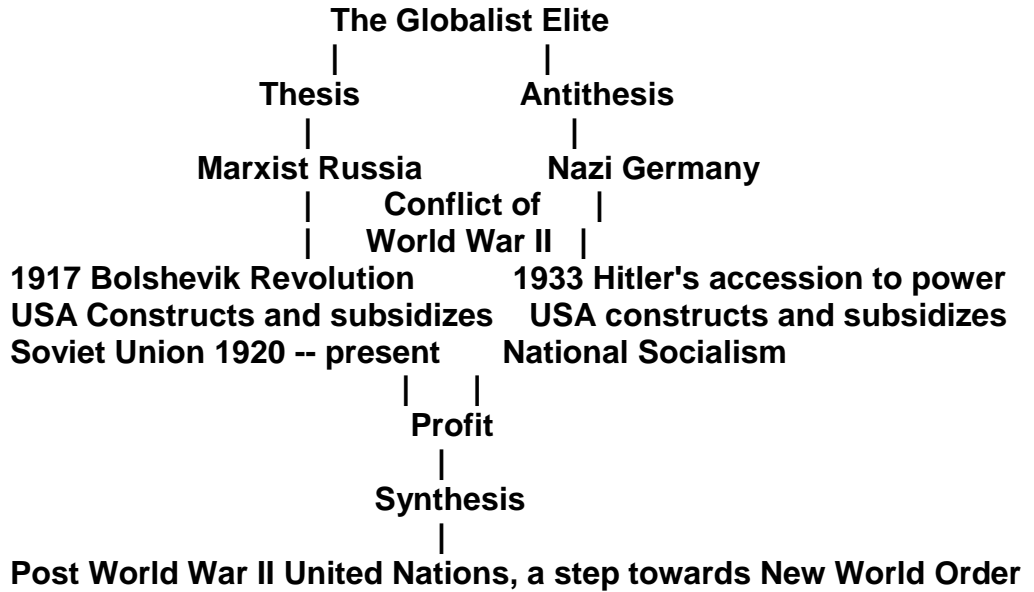 The Globalist Elite
| |
Thesis Antithesis
| |
Marxist Russia Nazi Germany
| Conflict of |
| World War II |
1917 Bolshevik Revolution 1933 Hitler's accession to power
USA Constructs and subsidizes USA constructs and subsidizes
Soviet Union 1920 -- present National Socialism
| |
Profit
|
Synthesis
|
Post World War II United Nations, a step towards New World Order